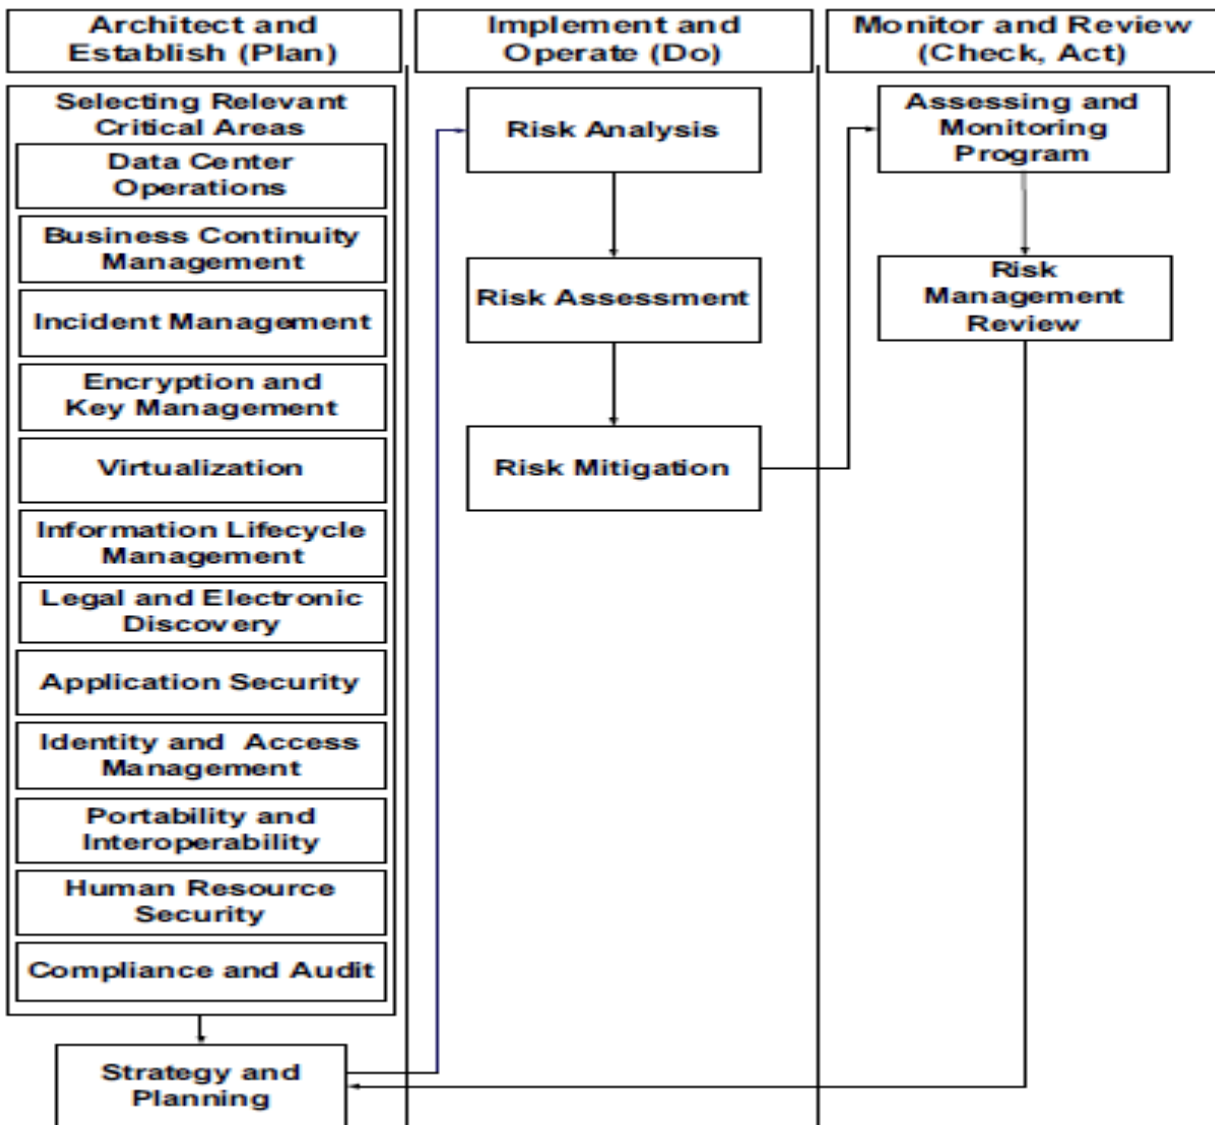 Architect and
Establish (Plan)
Implement and
Operate (Do)
Monitor and Review
(Check, Act)
Selecting Relevant
Critical Areas
Data Center
Operations
Business Continuity
Management
Incident Management
Encryption and
Key Management
Virtualization
Information Lifecycle
Management
Legal and Electronic
Discovery
Application Security
Identity and Access
Management
Portability and
Interoperability
Human Resource
Security
Compliance and Audit
Strategy and
Planning
Risk Analysis
Risk Assessment
Risk Mitigation
Assessing and
Monitoring
Program
Risk
Management
Review